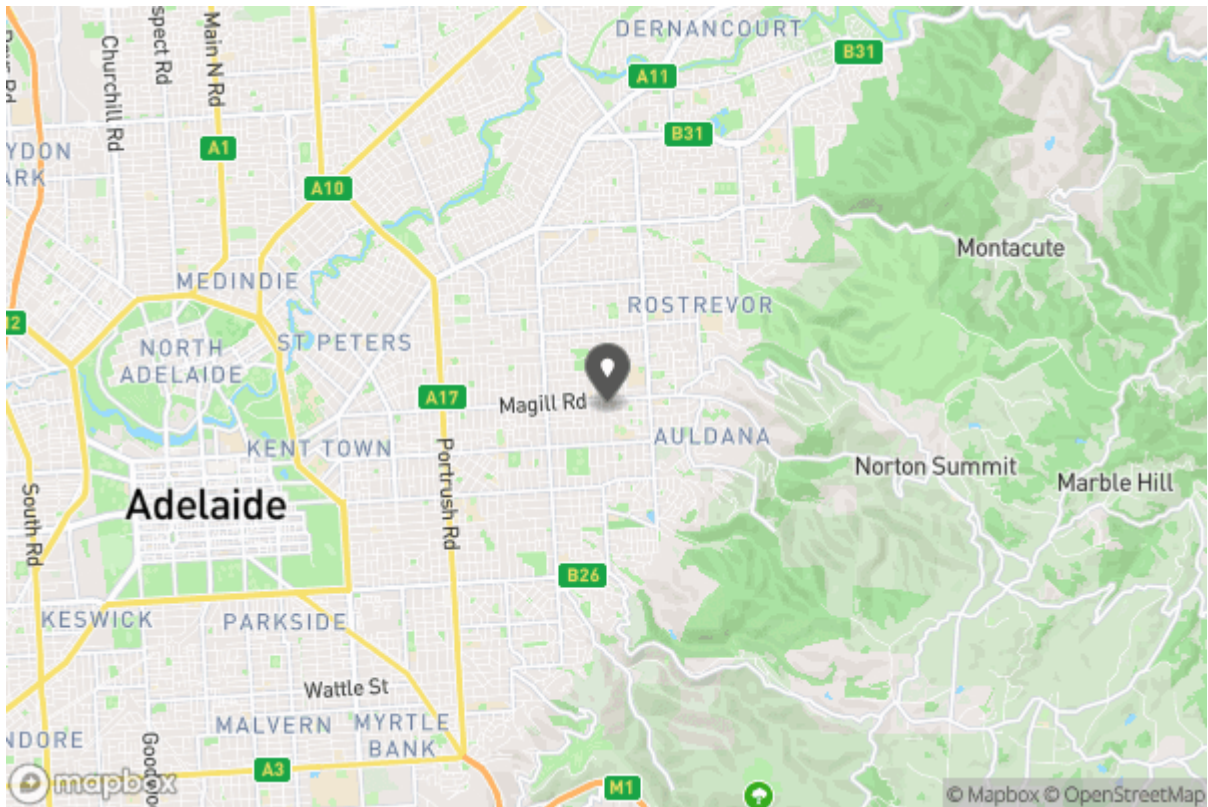 DERNANCOURT
B31
A11
Main N Rd
Churchill Rd
B31
A1
A10
Montacute
MEDINDIE
ROSTREVOR
ST PETERS
NORTH
ADELAIDE
A17
Magill Rd
KENT TOWN
AULDANA
Portrush Rd
Norton Summit
Marble Hill
Adelaide
South Rd
B26
KESWICK
PARKSIDE
Wattle St
MALVERN
MYRTLE
BANK
A3
M1
mapbox
© Mapbox © OpenStreetMap